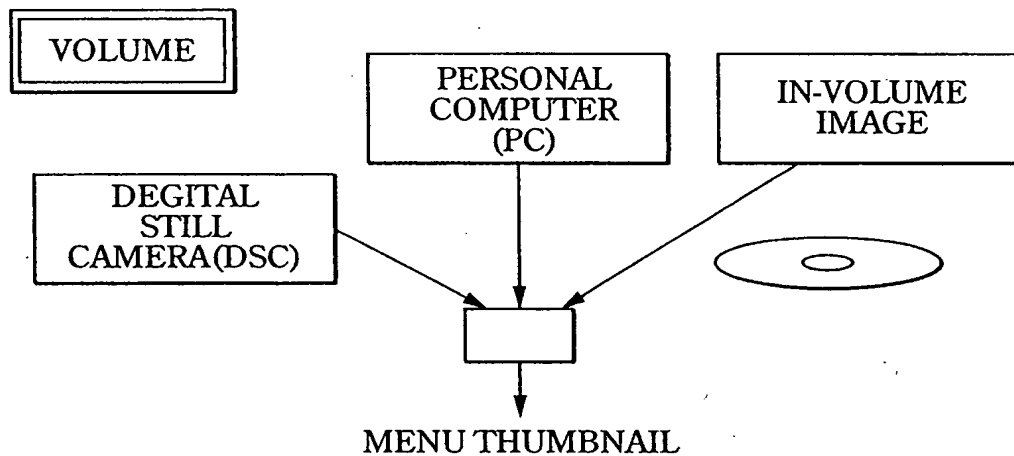 VOLUME
PERSONAL
COMPUTER
(PC)
IN-VOLUME
IMAGE
DEGITAL
STILL
CAMERA(DSC)
MENU THUMBNAIL